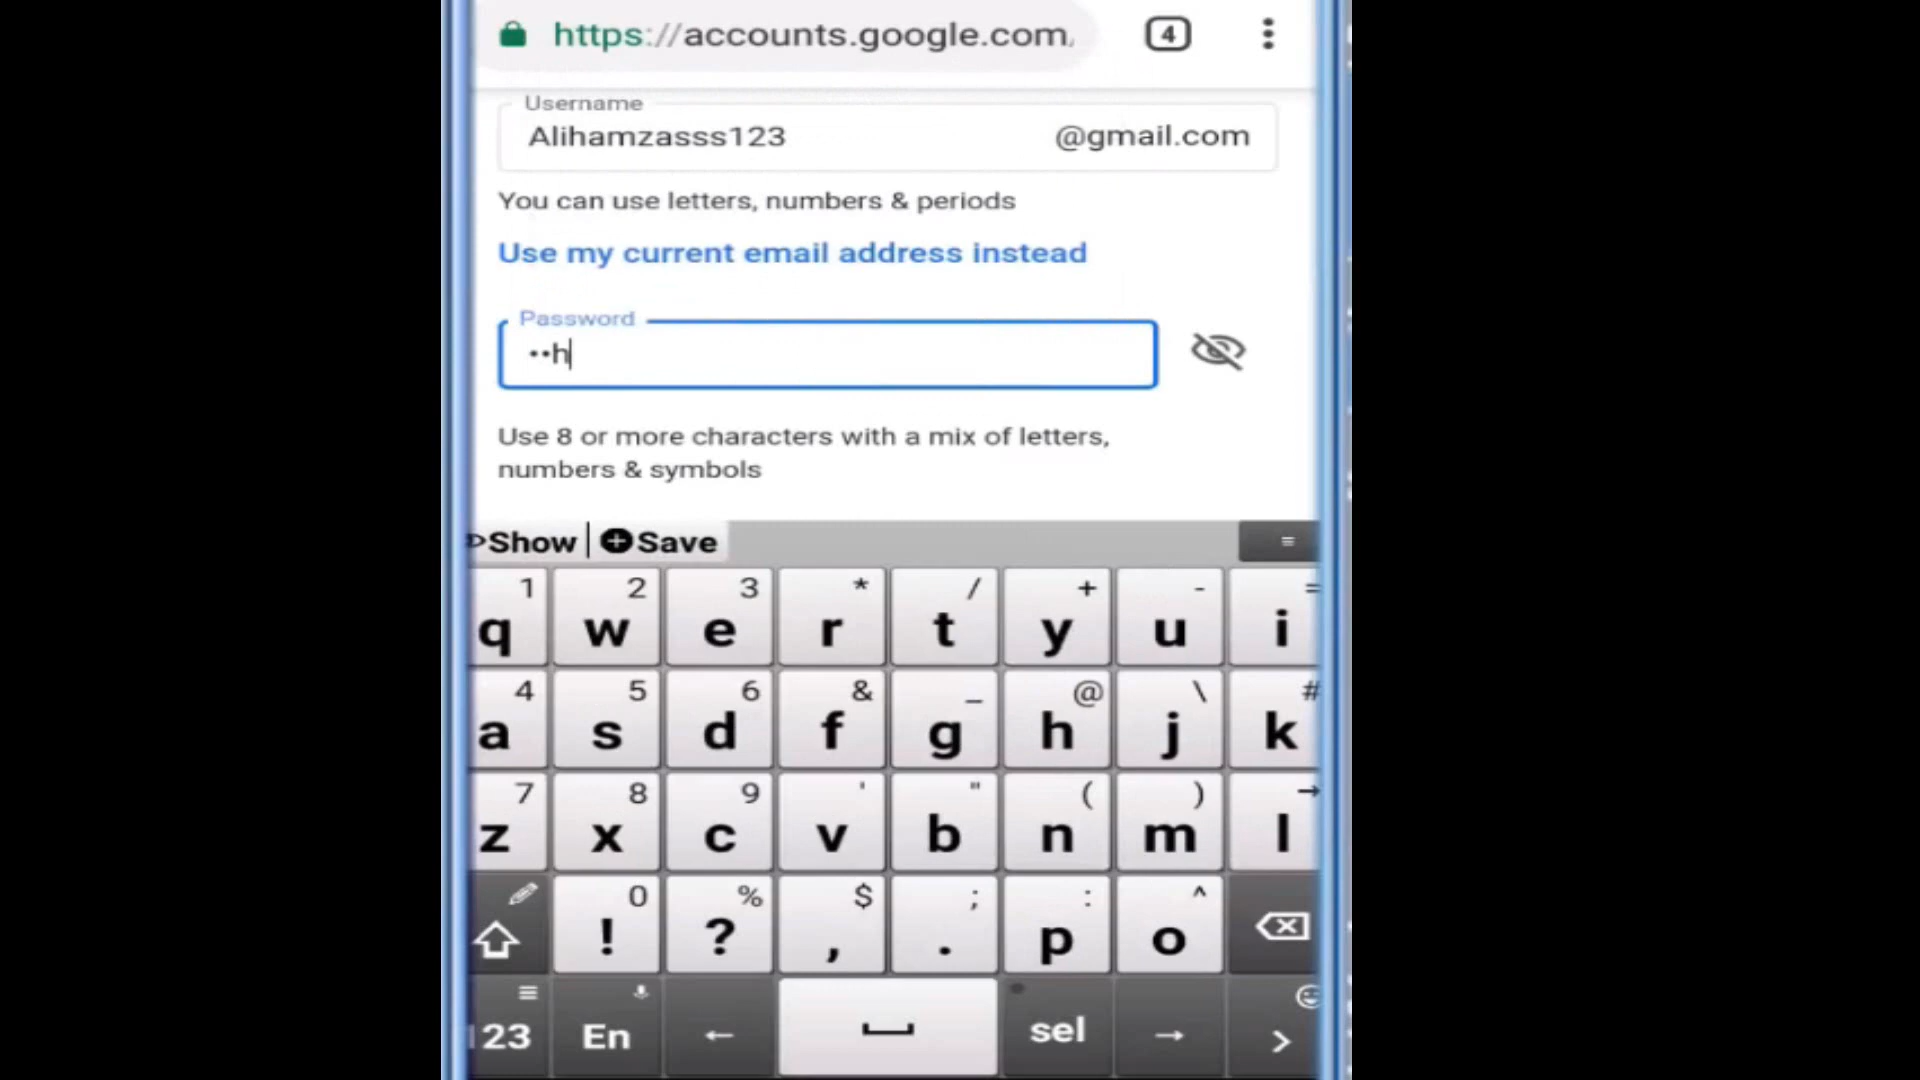 https://accounts.google.com
4
Username
Alihamzasss123 @gmail.com
You can use letters, numbers & periods
Use my current email address instead
Password
••h
Use 8 or more characters with a mix of letters,
numbers & symbols
Show Save
1 2 3 * / + - =
q w e r t y u i
4 5 6 & _ @ \ #
a s d f g h j k
7 8 9 ' " ( ) →
z x c v b n m l
0 % $ ; : ^
! ? , . p o
123 En ← sel → >